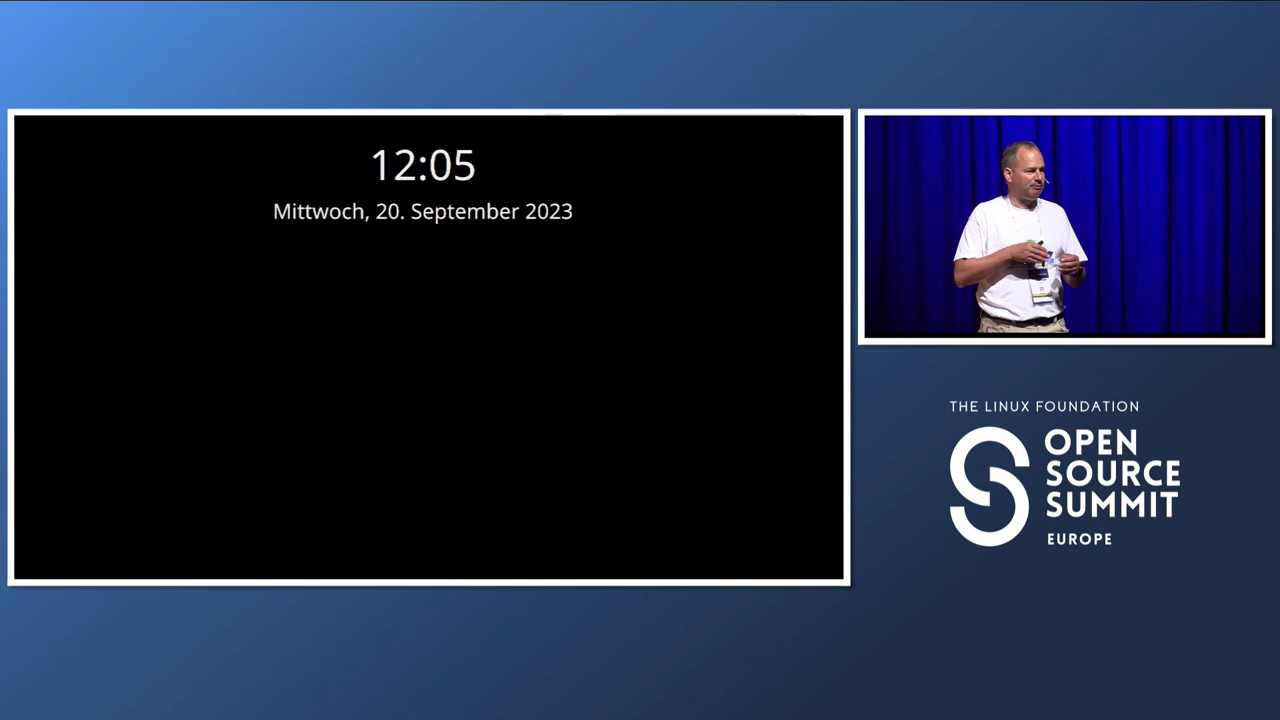 12:05
Mittwoch, 20. September 2023
THE LINUX FOUNDATION
OPEN
SOURCE
SUMMIT
EUROPE